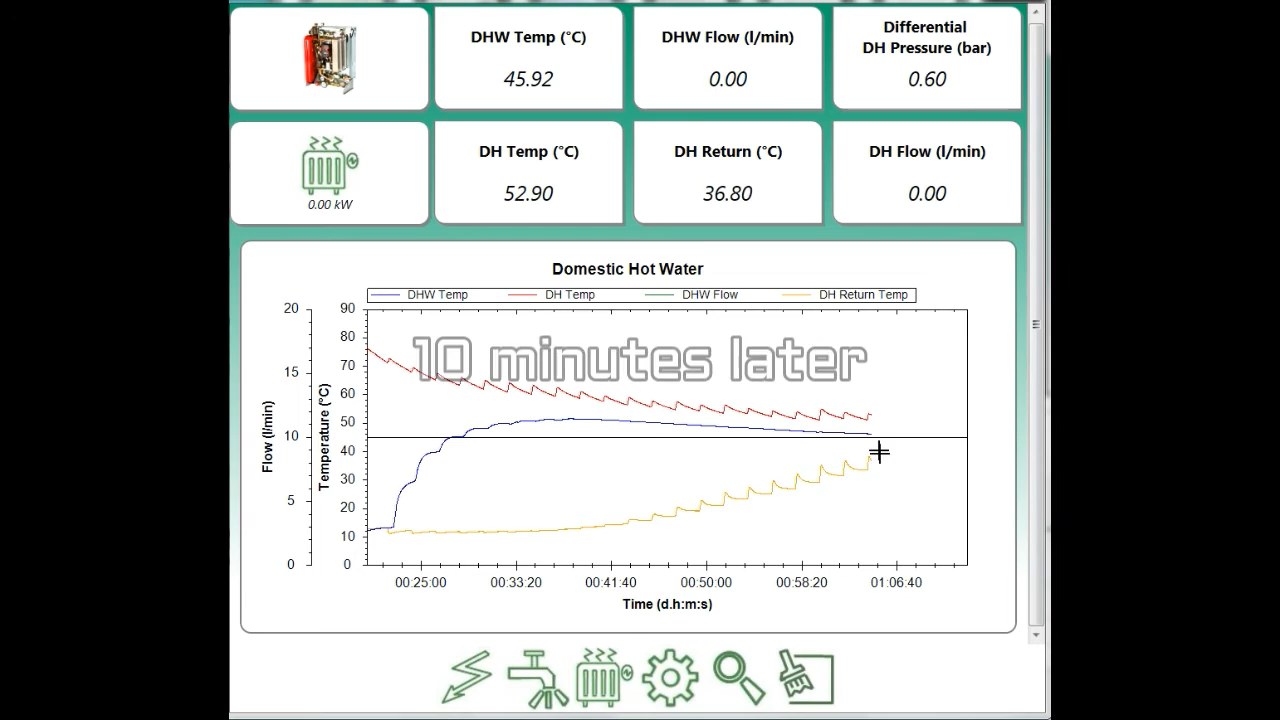 DHW Temp (°C)
45.92
DHW Flow (l/min)
0.00
Differential
DH Pressure (bar)
0.60
0.00 kW
DH Temp (°C)
52.90
DH Return (°C)
36.80
DH Flow (l/min)
0.00
Domestic Hot Water
DHW Temp DH Temp DHW Flow DH Return Temp
10 minutes later
Flow (l/min)
20
15
10
5
0
Temperature (°C)
90
80
70
60
50
40
30
20
10
0
00:25:00 00:33:20 00:41:40 00:50:00 00:58:20 01:06:40
Time (d.h:m:s)